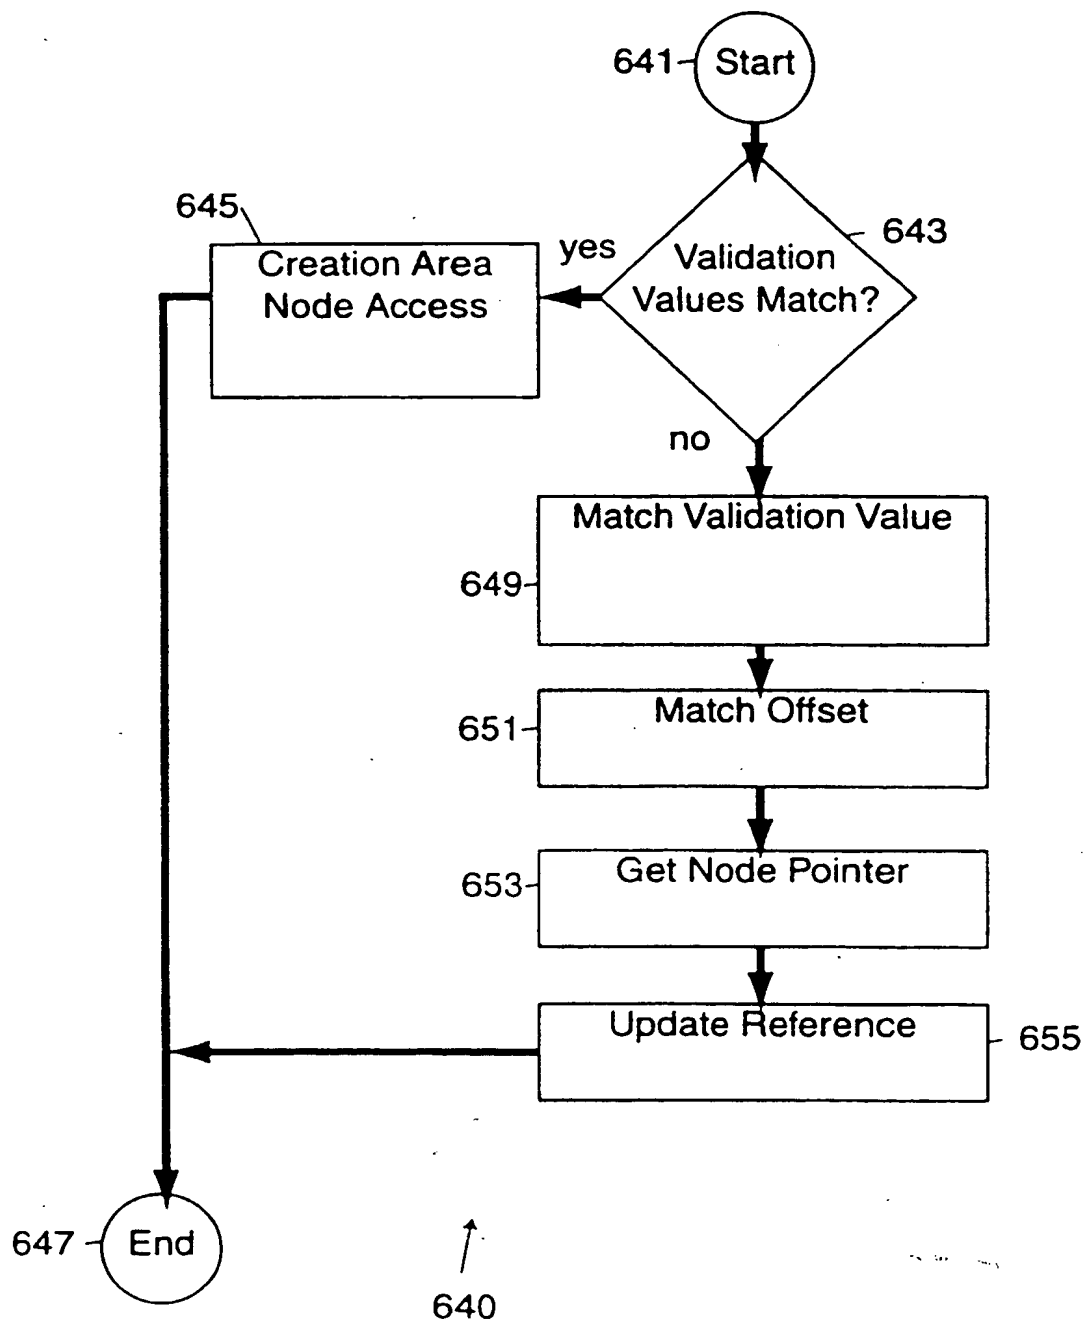 641
Start
645
643
yes
Creation Area
Node Access
Validation
Values Match?
no
Match Validation Value
649
Match Offset
651
Get Node Pointer
653
Update Reference
655
647
End
640